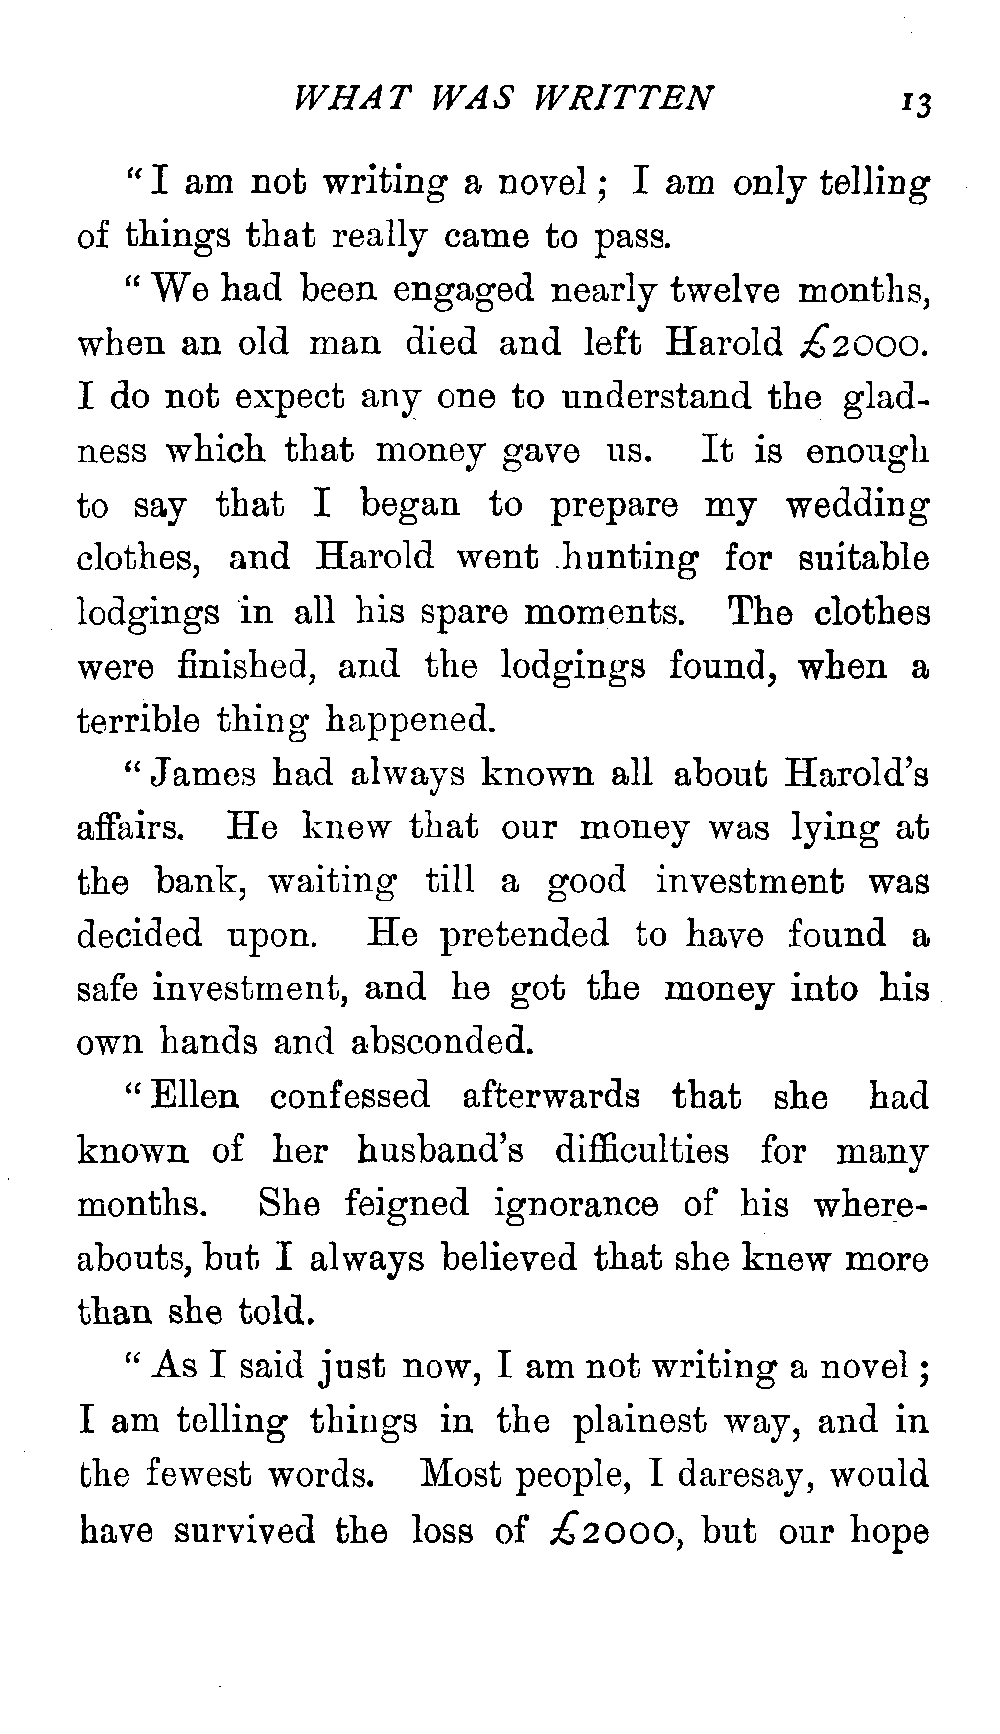 WHAT WAS WRITTEN 13
“I am not writing a novel; I am only telling
of things that really came to pass.
“We had been engaged nearly twelve months,
when an old man died and left Harold £2000.
I do not expect any one to understand the glad-
ness which that money gave us. It is enough
to say that I began to prepare my wedding
clothes, and Harold went hunting for suitable
lodgings in all his spare moments. The clothes
were finished, and the lodgings found, when a
terrible thing happened.
“James had always known all about Harold’s
affairs. He knew that our money was lying at
the bank, waiting till a good investment was
decided upon. He pretended to have found a
safe investment, and he got the money into his
own hands and absconded.
“Ellen confessed afterwards that she had
known of her husband’s difficulties for many
months. She feigned ignorance of his where-
abouts, but I always believed that she knew more
than she told.
“As I said just now, I am not writing a novel;
I am telling things in the plainest way, and in
the fewest words. Most people, I daresay, would
have survived the loss of £2000, but our hope